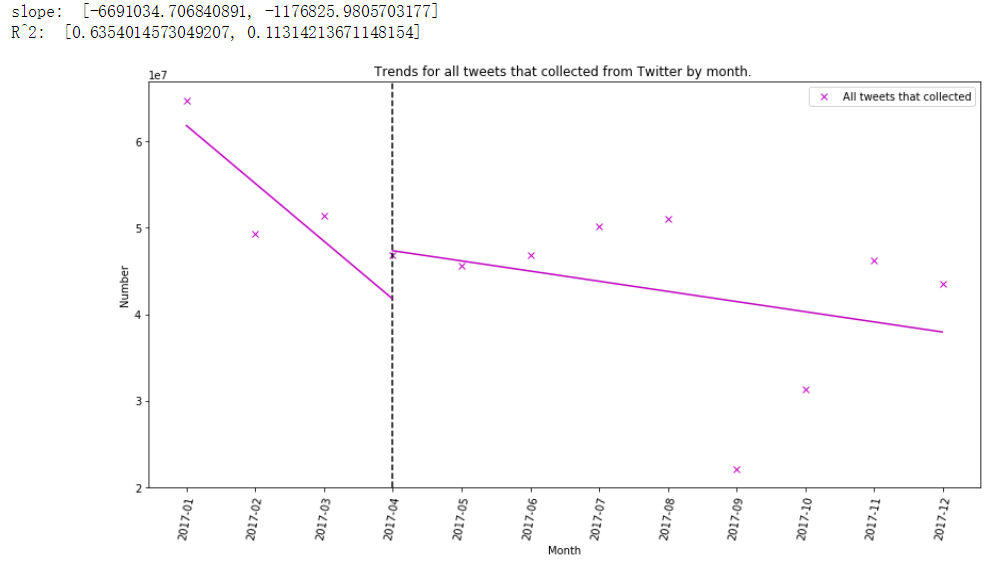 slope:  [-6691034.706840891, -1176825.9805703177]
R^2:  [0.6354014573049207, 0.11314213671148154]
1e7
Trends for all tweets that collected from Twitter by month.
All tweets that collected
6
5
4
3
2
Number
2017-01
2017-02
2017-03
2017-04
2017-05
2017-06
2017-07
2017-08
2017-09
2017-10
2017-11
2017-12
Month